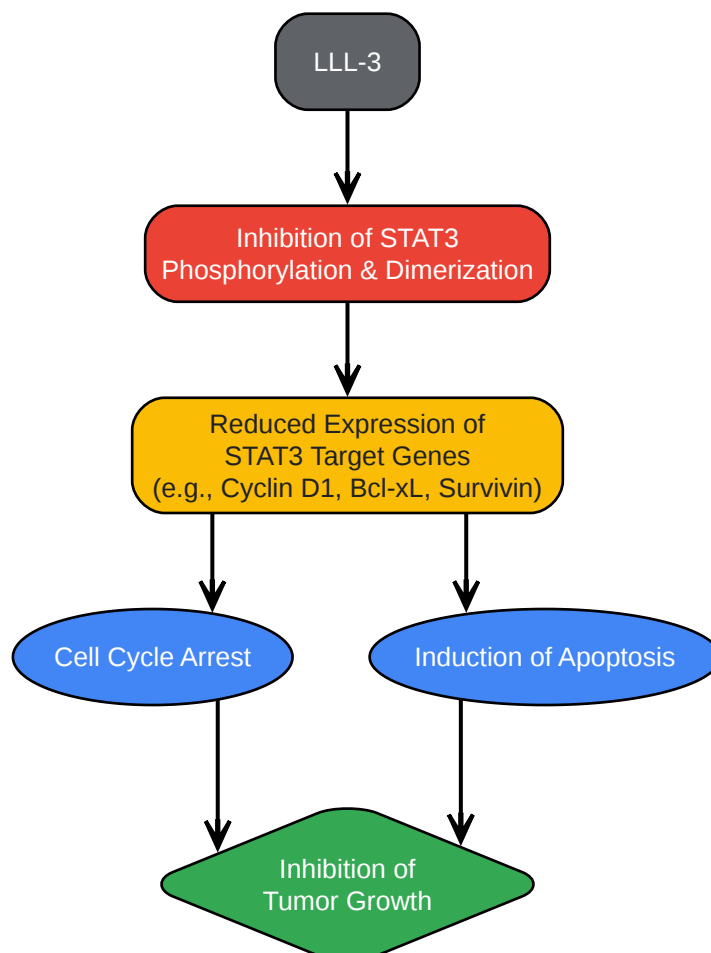 LLL-3
Inhibition of STAT3
Phosphorylation & Dimerization
Reduced Expression of
STAT3 Target Genes
(e.g., Cyclin D1, Bcl-xL, Survivin)
Cell Cycle Arrest
Induction of Apoptosis
Inhibition of
Tumor Growth